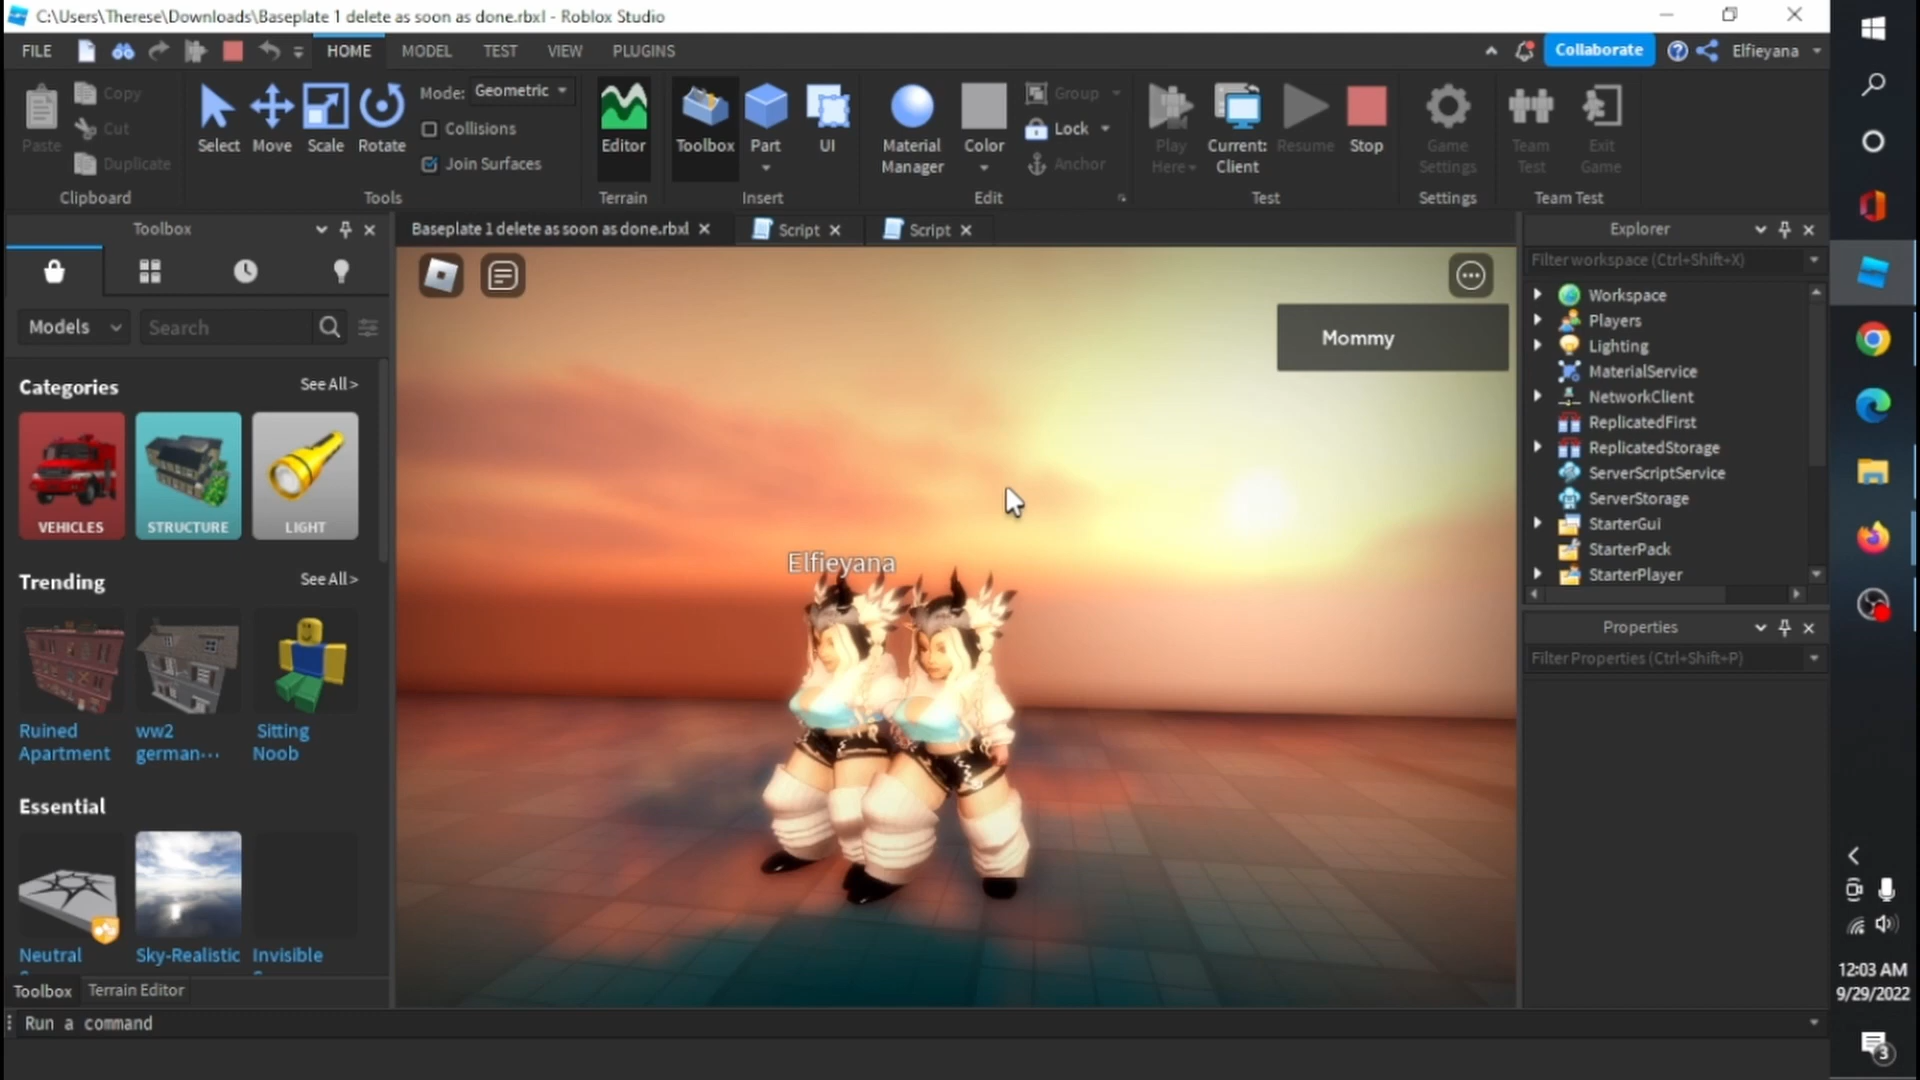 C:\Users\Therese\Downloads\Baseplate 1 delete as soon as done.rbxl - Roblox Studio
FILE HOME MODEL TEST VIEW PLUGINS Collaborate Elfieyana
Paste
Copy
Cut
Duplicate
Clipboard
Select Move Scale Rotate
Mode: Geometric
Collisions
Join Surfaces
Tools
Editor
Terrain
Toolbox Part UI
Insert
Material Manager
Color
Group
Lock
Anchor
Edit
Play Here
Current: Client
Resume Stop
Test
Game Settings
Settings
Team Test
Exit Game
Team Test
Toolbox
Models Search
Categories See All >
VEHICLES STRUCTURE LIGHT
Trending See All >
Ruined Apartment
ww2 german-···
Sitting Noob
Essential
Neutral
Sky-Realistic
Invisible
Toolbox Terrain Editor
Run a command
Baseplate 1 delete as soon as done.rbxl Script Script
Mommy
Elfieyana
Explorer
Filter workspace (Ctrl+Shift+X)
Workspace
Players
Lighting
MaterialService
NetworkClient
ReplicatedFirst
ReplicatedStorage
ServerScriptService
ServerStorage
StarterGui
StarterPack
StarterPlayer
Properties
Filter Properties (Ctrl+Shift+P)
12:03 AM
9/29/2022
3